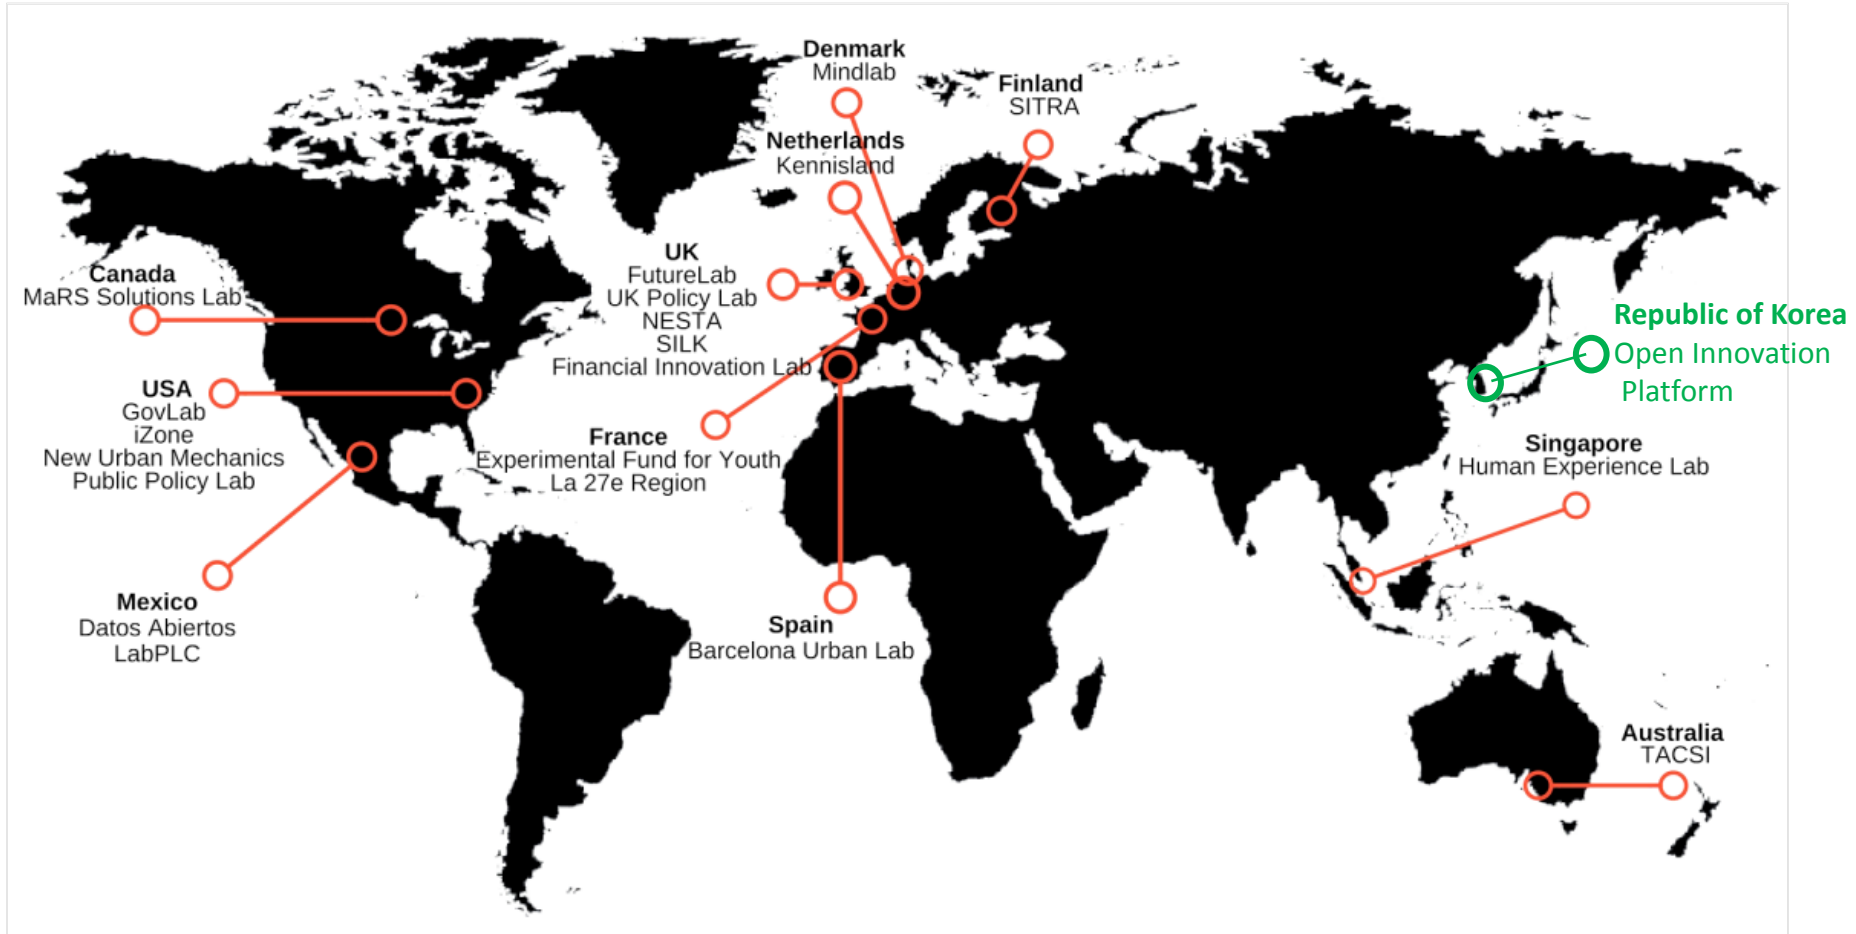 Denmark
Mindlab
Finland
SITRA
Netherlands
Kennisland
UK
FutureLab
UK Policy Lab
NESTA
SILK
Financial Innovation Lab
Canada
MaRS Solutions Lab
USA
GovLab
iZone
New Urban Mechanics
Public Policy Lab
France
Experimental Fund for Youth
La 27e Region
Mexico
Datos Abiertos
LabPLC
Spain
Barcelona Urban Lab
Republic of Korea
Open Innovation
Platform
Singapore
Human Experience Lab
Australia
TACSI